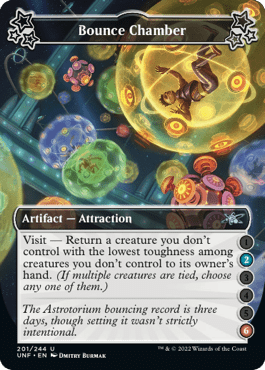 Bounce Chamber
Artifact — Attraction
Visit — Return a creature you don't
control with the lowest toughness among
creatures you don't control to its owner's
hand. (If multiple creatures are tied, choose
any one of them.)
The Astrotorium bouncing record is three
days, though setting it wasn't strictly
intentional.
1
2
3
4
5
6
201/244 U
UNF • EN Dmitry Burmak
™ & © 2022 Wizards of the Coast